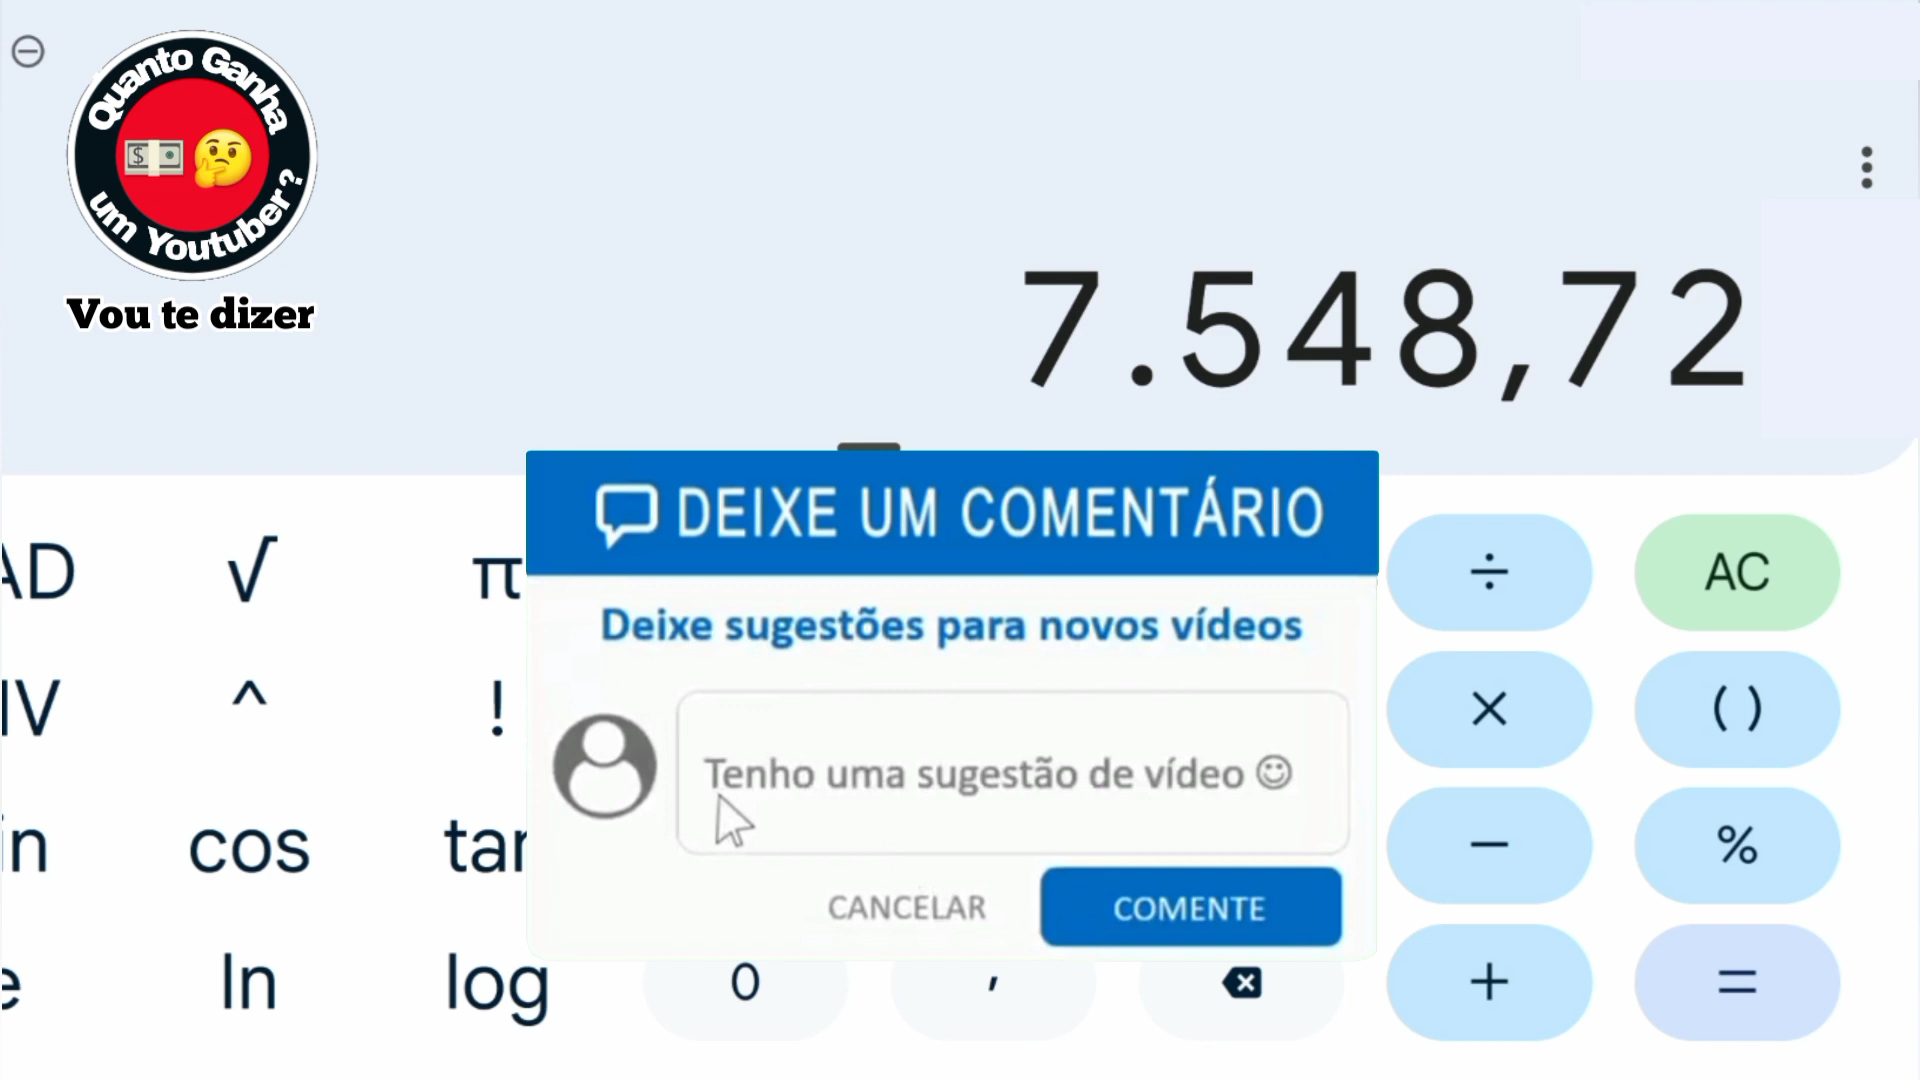 Quanto Ganha
um Youtuber?
Vou te dizer
7.548,72
DEIXE UM COMENTÁRIO
Deixe sugestões para novos vídeos
Tenho uma sugestão de vídeo ☺
CANCELAR
COMENTE
AD √ π ÷ AC
^ ! × ( )
cos − %
ln log 0 , + =